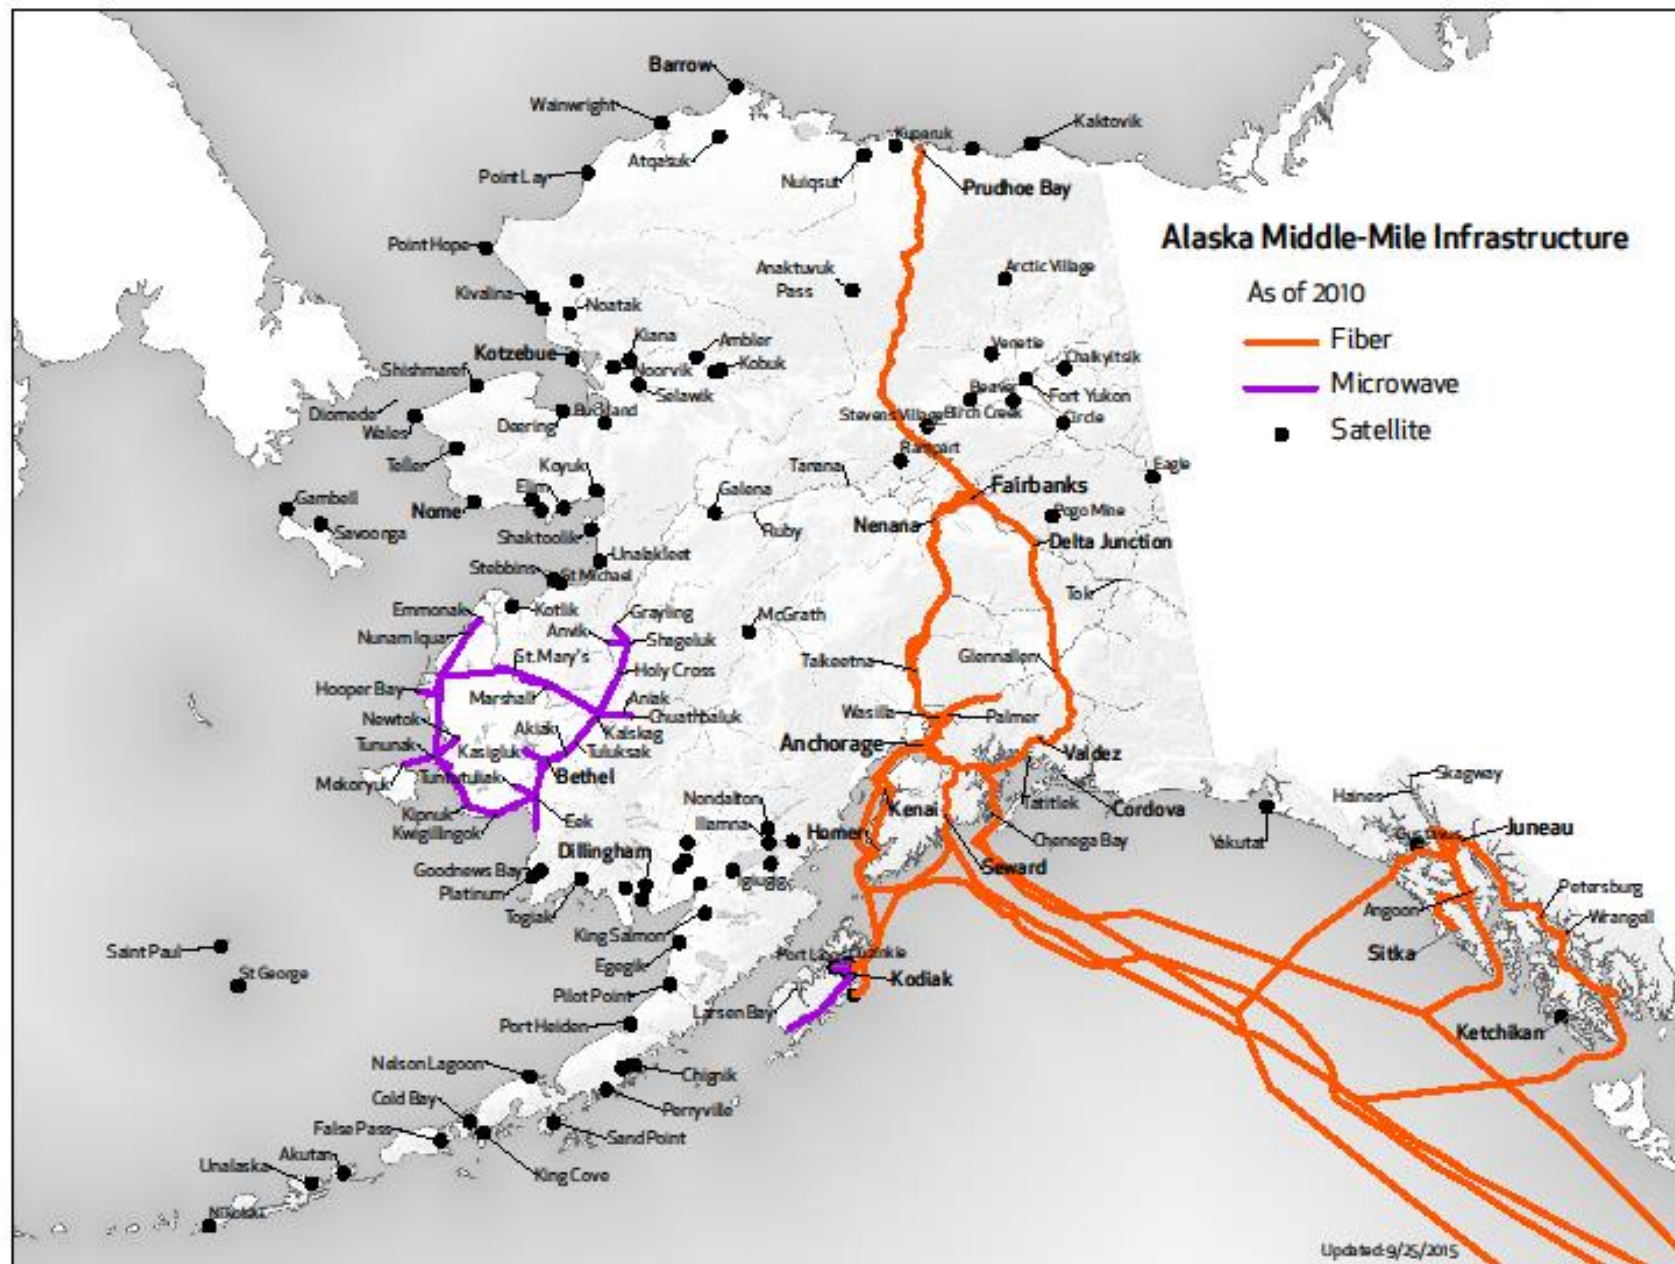 Barrow
Wainwright
Atqasuk
Point Lay
Kuparuk
Kaktovik
Nuiqsut
Prudhoe Bay
Alaska Middle-Mile Infrastructure
As of 2010
Fiber
Microwave
Satellite
Point Hope
Anaktuvuk
Pass
Arctic Village
Kivalina
Noatak
Kiana
Ambler
Venetie
Chalkyitsik
Kotzebue
Noorvik
Kobuk
Shishmaref
Selawik
Beaver
Fort Yukon
Diomede
Buckland
Deering
Stevens Village
Birch Creek
Circle
Wales
Rampart
Teller
Koyuk
Tanana
Eagle
Elim
Galena
Fairbanks
Gambell
Nome
Nenana
Pogo Mine
Savoonga
Shaktoolik
Ruby
Delta Junction
Unalakleet
Stebbins
St Michael
Tok
Emmonak
Kotlik
Grayling
McGrath
Nunam Iqua
Anvik
Shageluk
St. Mary's
Talkeetna
Glennallen
Holy Cross
Hooper Bay
Marshall
Aniak
Newtok
Chuathbaluk
Wasilla
Palmer
Akiak
Kalskag
Tununak
Kasigluk
Tuluksak
Anchorage
Valdez
Mekoryuk
Tuntutuliak
Bethel
Skagway
Nondalton
Kenai
Tatitlek
Cordova
Haines
Kipnuk
Eek
Iliamna
Homer
Chenega Bay
Yakutat
Gustavus
Juneau
Kwigillingok
Dillingham
Goodnews Bay
Igiugig
Seward
Petersburg
Platinum
Togiak
Angoon
Wrangell
King Salmon
Saint Paul
Egegik
Port Lions
Ouzinkie
Sitka
St George
Kodiak
Pilot Point
Larsen Bay
Port Heiden
Ketchikan
Nelson Lagoon
Chignik
Cold Bay
Perryville
False Pass
Sand Point
Akutan
Unalaska
King Cove
Nikolski
Updated: 9/25/2015